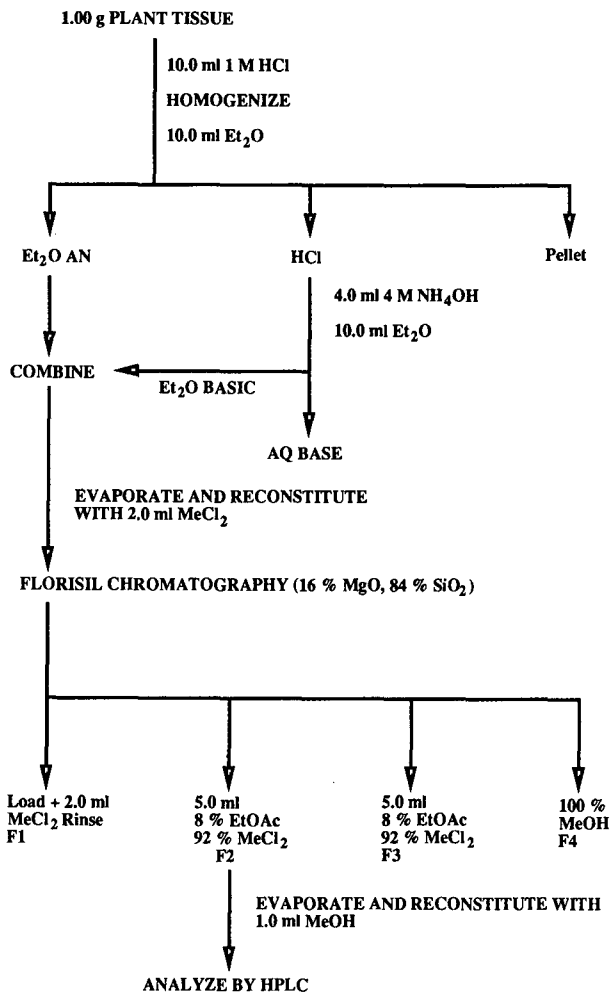 1.00 g PLANT TISSUE
10.0 ml 1 M HCl
HOMOGENIZE
10.0 ml Et₂O
Et₂O AN
HCl
Pellet
4.0 ml 4 M NH₄OH
10.0 ml Et₂O
COMBINE
Et₂O BASIC
AQ BASE
EVAPORATE AND RECONSTITUTE
WITH 2.0 ml MeCl₂
FLORISIL CHROMATOGRAPHY (16 % MgO, 84 % SiO₂)
Load + 2.0 ml
MeCl₂ Rinse
F1
5.0 ml
8 % EtOAc
92 % MeCl₂
F2
5.0 ml
8 % EtOAc
92 % MeCl₂
F3
100 %
MeOH
F4
EVAPORATE AND RECONSTITUTE WITH
1.0 ml MeOH
ANALYZE BY HPLC